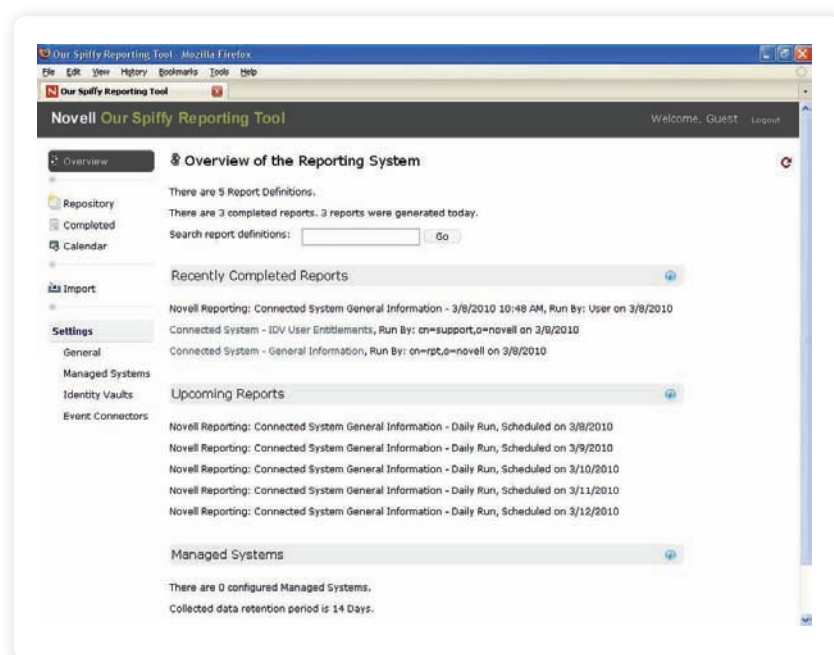 Our Spiffy Reporting Tool - Mozilla Firefox
File Edit View History Bookmarks Tools Help
Our Spiffy Reporting Tool
Novell Our Spiffy Reporting Tool
Welcome, Guest Logout
Overview
Repository
Completed
Calendar
Import
Settings
General
Managed Systems
Identity Vaults
Event Connectors
Overview of the Reporting System
There are 5 Report Definitions.
There are 3 completed reports. 3 reports were generated today.
Search report definitions: Go
Recently Completed Reports
Novell Reporting: Connected System General Information - 3/8/2010 10:48 AM, Run By: User on 3/8/2010
Connected System - IDV User Entitlements, Run By: cn=support,o=novell on 3/8/2010
Connected System - General Information, Run By: cn=rpt,o=novell on 3/8/2010
Upcoming Reports
Novell Reporting: Connected System General Information - Daily Run, Scheduled on 3/8/2010
Novell Reporting: Connected System General Information - Daily Run, Scheduled on 3/9/2010
Novell Reporting: Connected System General Information - Daily Run, Scheduled on 3/10/2010
Novell Reporting: Connected System General Information - Daily Run, Scheduled on 3/11/2010
Novell Reporting: Connected System General Information - Daily Run, Scheduled on 3/12/2010
Managed Systems
There are 0 configured Managed Systems.
Collected data retention period is 14 Days.